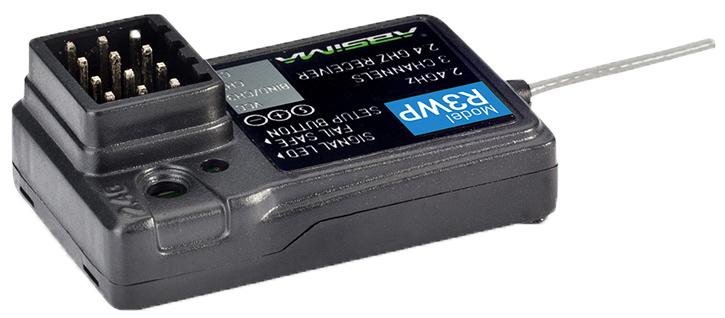 ABSIMA
2.4 GHZ RECEIVER
3 CHANNELS
2.4GHz
Model
R3WP
BIND/CH3
VCC
SETUP BUTTON
FAIL SAFE
SIGNAL LED
2.4G